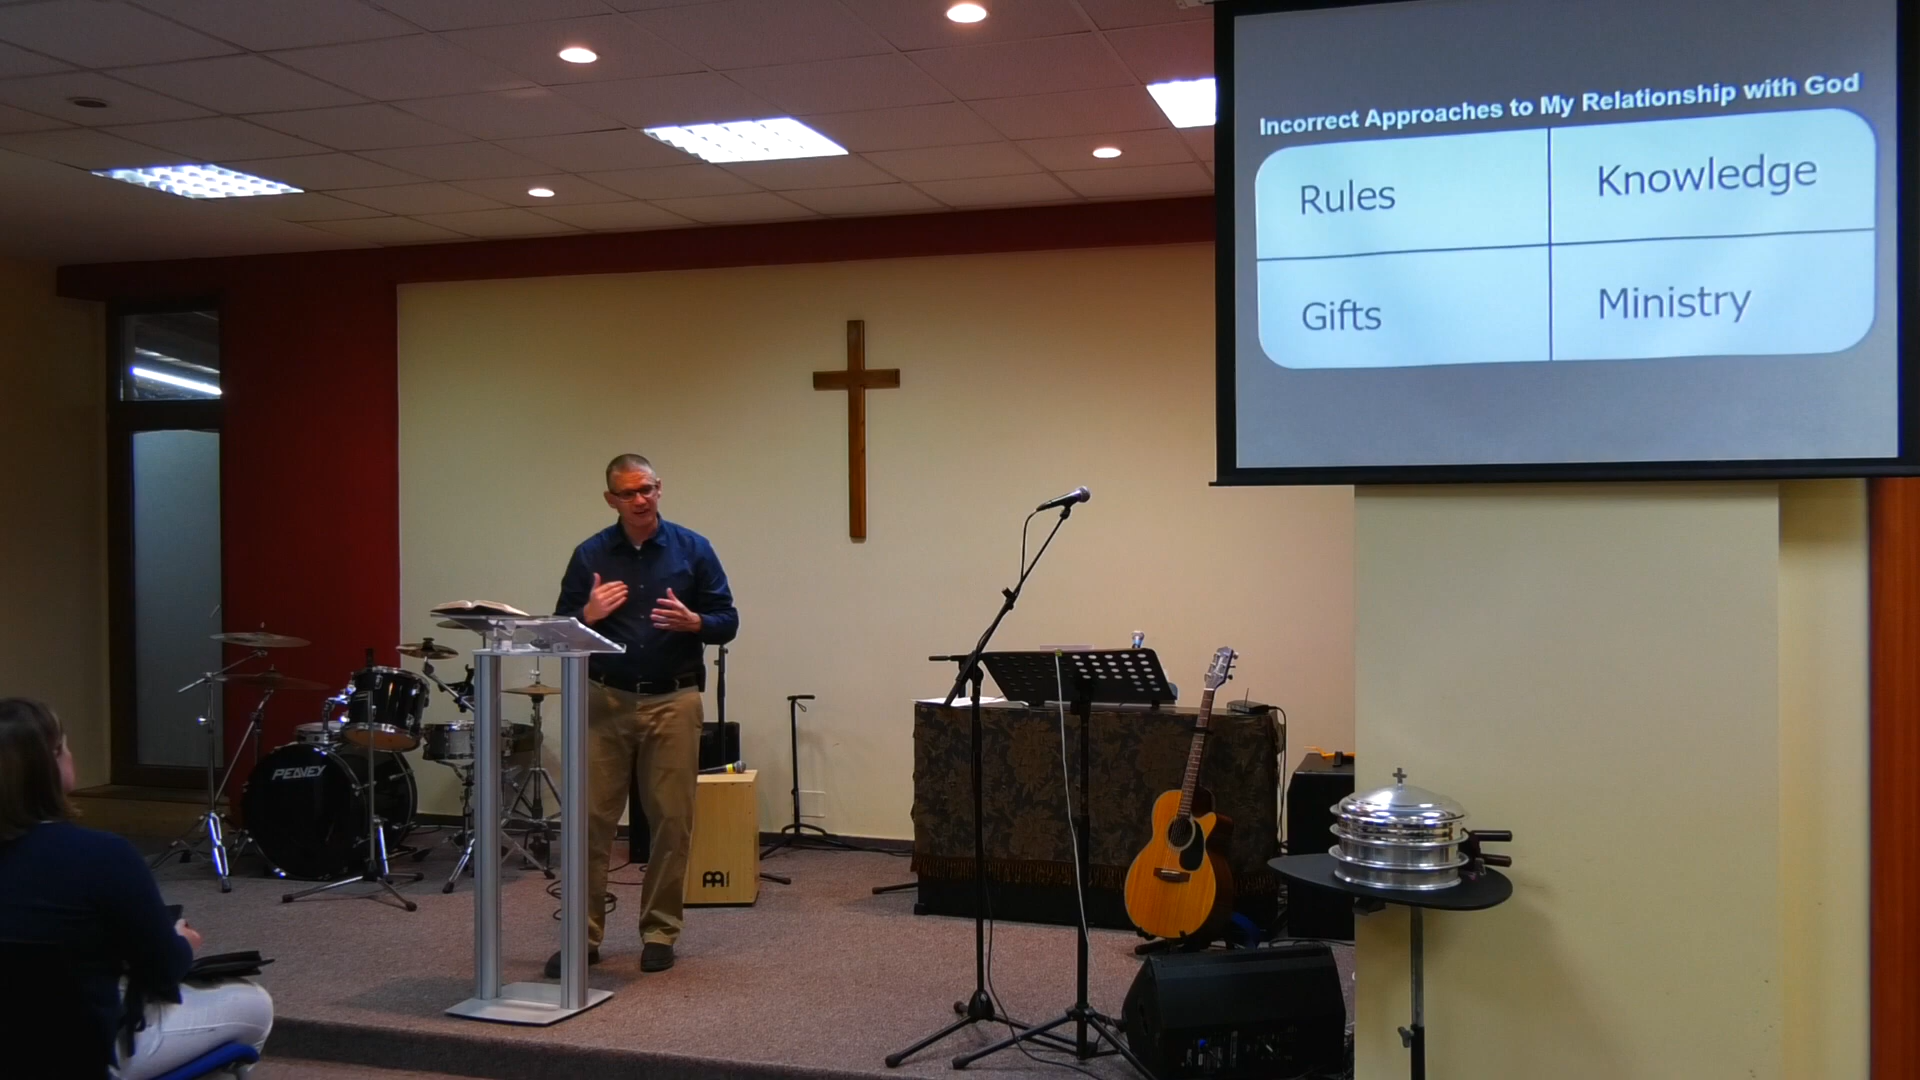 Incorrect Approaches to My Relationship with God
Rules
Knowledge
Gifts
Ministry
PEAVEY